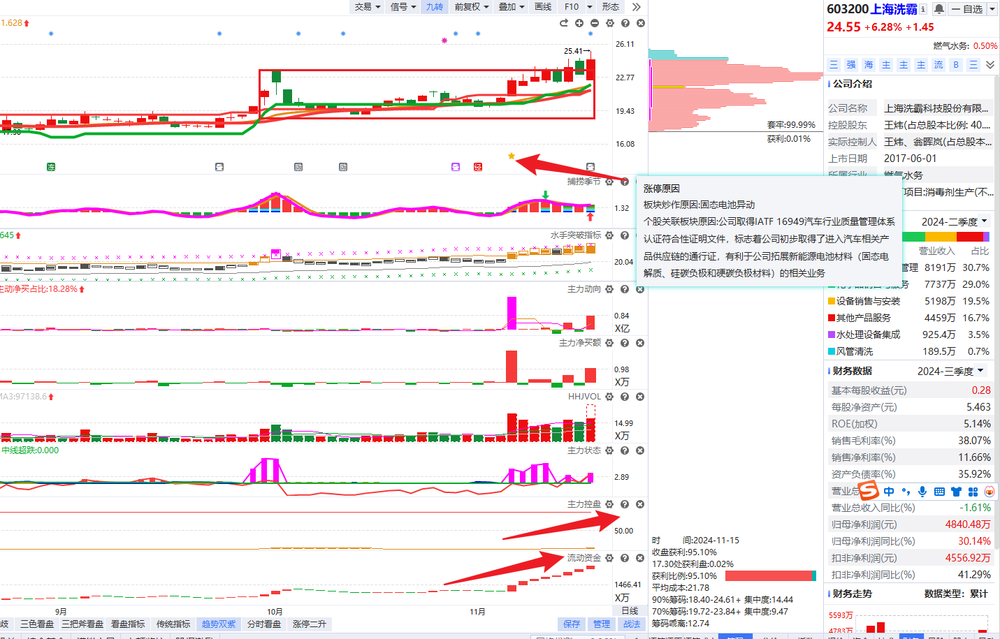 交易 信号 九转 前复权 叠加 画线 F10 形态
603200 上海洗霸
自选
24.55 +6.28% +1.45
燃气水务: 0.50%
三 强 海 主 主 主 流 B 三
1.628
26.11
25.41
22.77
19.43
16.08
冻
经
套牢:99.99%
获利:0.01%
公司介绍
公司名称 上海洗霸科技股份有限...
控股股东 王炜(占总股本比例: 40....
实际控制人 王炜、翁晖岚(占总股本...
上市日期 2017-06-01
所属行业 燃气水务
项目:消毒剂生产(不...
涨停原因
板块炒作原因:固态电池异动
个股关联板块原因:公司取得IATF 16949汽车行业质量管理体系
认证符合性证明文件，标志着公司初步取得了进入汽车相关产
品供应链的通行证，有利于公司拓展新能源电池材料（固态电
解质、硅碳负极和硬碳负极材料）的相关业务
捕捞季节
1.32
645
水手突破指标
20.04
主动净买占比:18.28%
主力动向
0.84
X亿
主力净买额
0.98
X万
MA3:97138.6
HHJVOL
14.99
X万
中线超跌:0.000
主力状态
2.89
主力控盘
50.00
流动资金
1466.41
X万
9月 10月 11月 日线
2024-二季度
营业收入 占比
管理 8191万 30.7%
7737万 29.0%
设备销售与安装 5198万 19.5%
其他产品服务 4459万 16.7%
水处理设备集成 925.4万 3.5%
风管清洗 189.5万 0.7%
财务数据 2024-三季度
基本每股收益(元) 0.28
每股净资产(元) 5.463
ROE(加权) 5.14%
销售毛利率(%) 38.07%
销售净利率(%) 11.66%
资产负债率(%) 35.92%
营业总
中
营业总收入同比(%) -1.61%
归母净利润(元) 4840.48万
归母净利润同比(%) 30.14%
扣非净利润(元) 4556.92万
扣非净利润同比(%) 41.29%
财务走势 数据类型: 累计
5593万
4783万
时 间:2024-11-15
收盘获利:95.10%
17.30处获利盘:0.02%
获利比例:95.10%
平均成本:21.78
90%筹码:18.40-24.61+ 集中度:14.44
70%筹码:19.72-23.84+ 集中度:9.47
筹码乖离:12.74
歧 三色看盘 三把斧看盘 看盘指标 传统指标 趋势双紫 分时看盘 涨停二升 保存 管理 战法